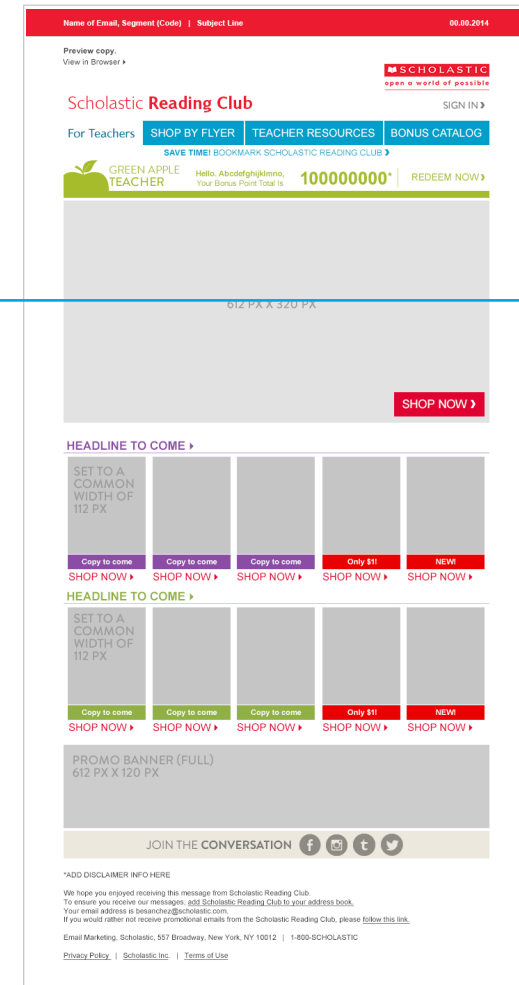 Name of Email, Segment (Code) | Subject Line 00.00.2014
Preview copy.
View in Browser
SCHOLASTIC
open a world of possible
Scholastic Reading Club
SIGN IN
For Teachers SHOP BY FLYER TEACHER RESOURCES BONUS CATALOG
SAVE TIME! BOOKMARK SCHOLASTIC READING CLUB
GREEN APPLE
TEACHER
Hello. Abcdefghijklmno,
Your Bonus Point Total Is
100000000*
REDEEM NOW
612 PX X 320 PX
SHOP NOW
HEADLINE TO COME
SET TO A
COMMON
WIDTH OF
112 PX
Copy to come Copy to come Copy to come Only $1! NEW!
SHOP NOW SHOP NOW SHOP NOW SHOP NOW SHOP NOW
HEADLINE TO COME
SET TO A
COMMON
WIDTH OF
112 PX
Copy to come Copy to come Copy to come Only $1! NEW!
SHOP NOW SHOP NOW SHOP NOW SHOP NOW SHOP NOW
PROMO BANNER (FULL)
612 PX X 120 PX
JOIN THE CONVERSATION
*ADD DISCLAIMER INFO HERE
We hope you enjoyed receiving this message from Scholastic Reading Club.
To ensure you receive our messages, add Scholastic Reading Club to your address book.
Your email address is besanchez@scholastic.com.
If you would rather not receive promotional emails from the Scholastic Reading Club, please follow this link.
Email Marketing, Scholastic, 557 Broadway, New York, NY 10012 | 1-800-SCHOLASTIC
Privacy Policy | Scholastic Inc. | Terms of Use